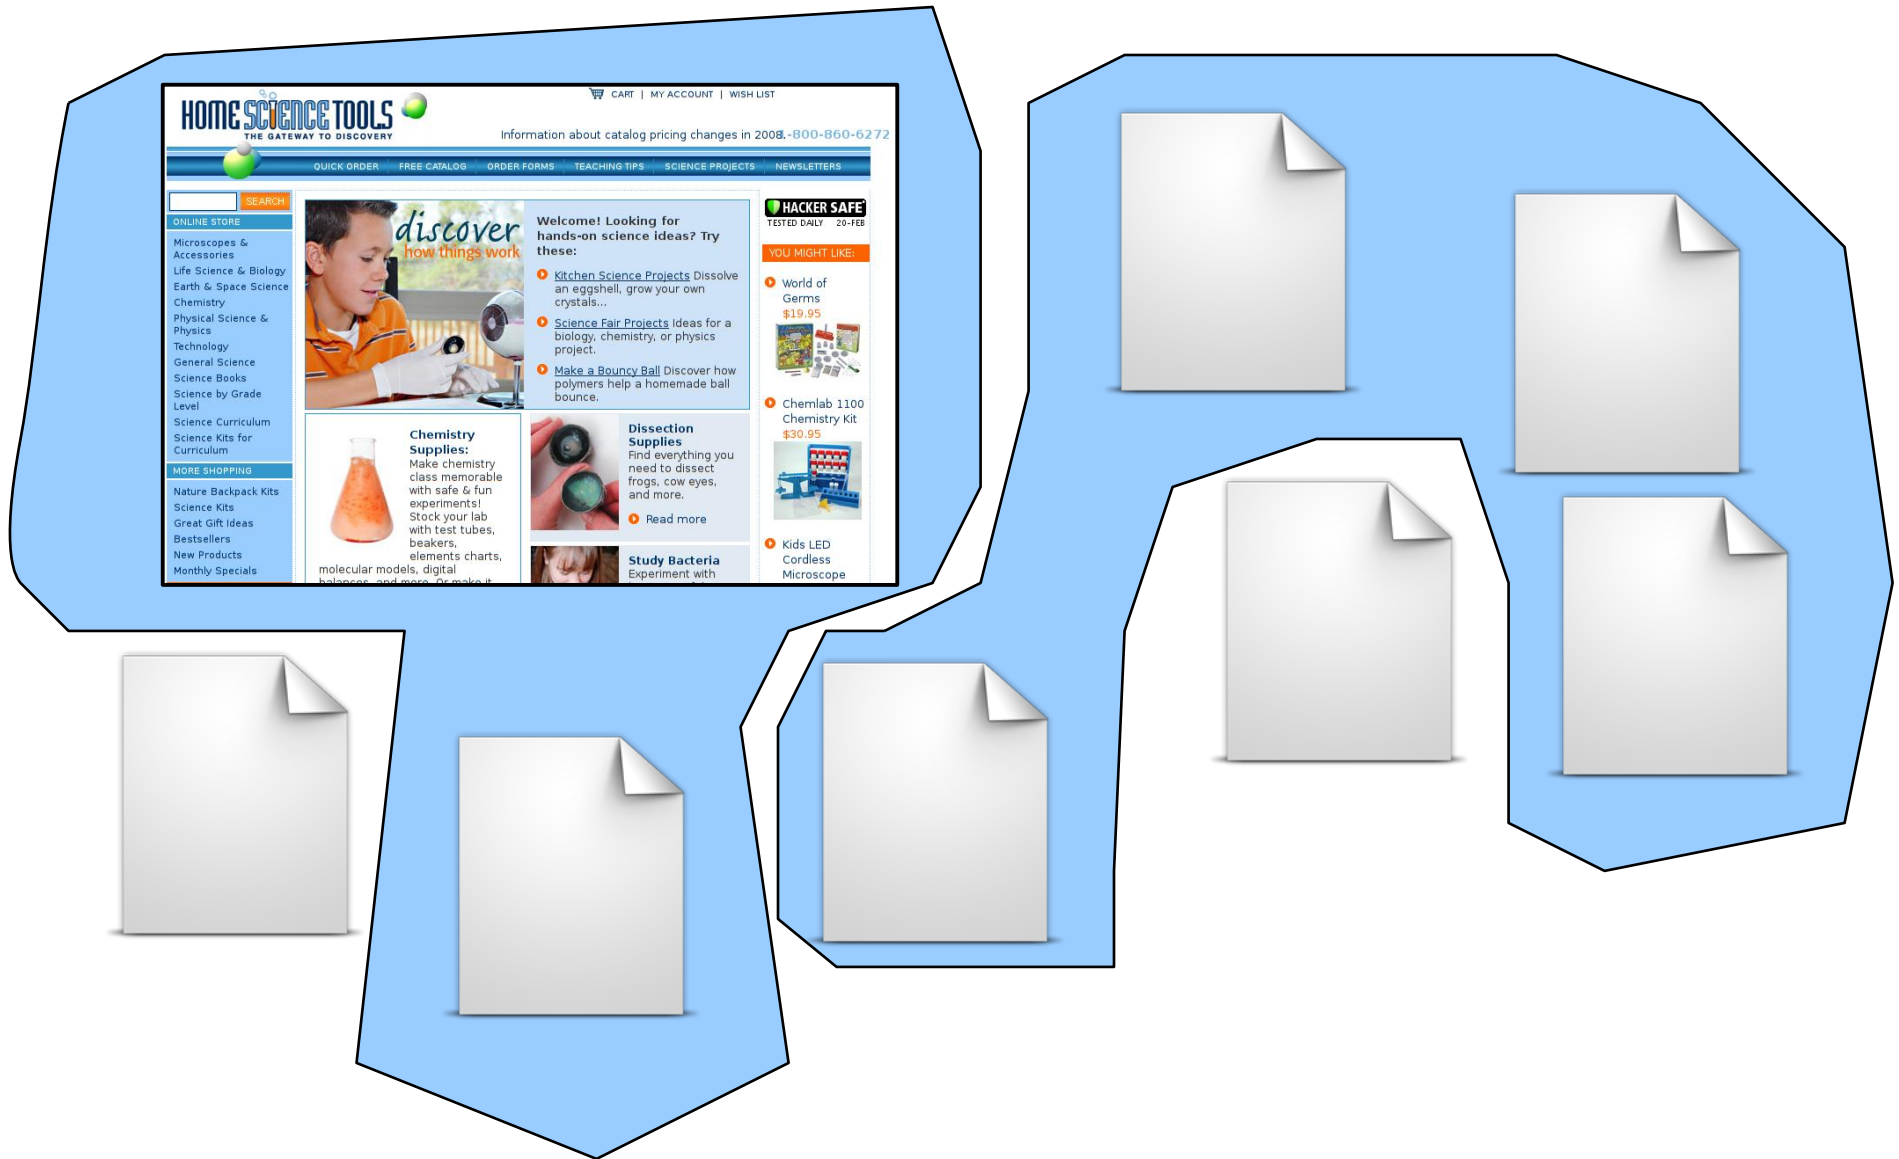 HOME SCIENCE TOOLS
THE GATEWAY TO DISCOVERY
CART | MY ACCOUNT | WISH LIST
Information about catalog pricing changes in 2008.
1-800-860-6272
QUICK ORDER FREE CATALOG ORDER FORMS TEACHING TIPS SCIENCE PROJECTS NEWSLETTERS
SEARCH
ONLINE STORE
Microscopes &
Accessories
Life Science & Biology
Earth & Space Science
Chemistry
Physical Science &
Physics
Technology
General Science
Science Books
Science by Grade
Level
Science Curriculum
Science Kits for
Curriculum
MORE SHOPPING
Nature Backpack Kits
Science Kits
Great Gift Ideas
Bestsellers
New Products
Monthly Specials
discover
how things work
Welcome! Looking for
hands-on science ideas? Try
these:
Kitchen Science Projects Dissolve
an eggshell, grow your own
crystals...
Science Fair Projects Ideas for a
biology, chemistry, or physics
project.
Make a Bouncy Ball Discover how
polymers help a homemade ball
bounce.
Chemistry
Supplies:
Make chemistry
class memorable
with safe & fun
experiments!
Stock your lab
with test tubes,
beakers,
elements charts,
molecular models, digital
balances, and more. Or make it
Dissection
Supplies
Find everything you
need to dissect
frogs, cow eyes,
and more.
Read more
Study Bacteria
Experiment with
HACKER SAFE
TESTED DAILY 20-FEB
YOU MIGHT LIKE:
World of
Germs
$19.95
Chemlab 1100
Chemistry Kit
$30.95
Kids LED
Cordless
Microscope